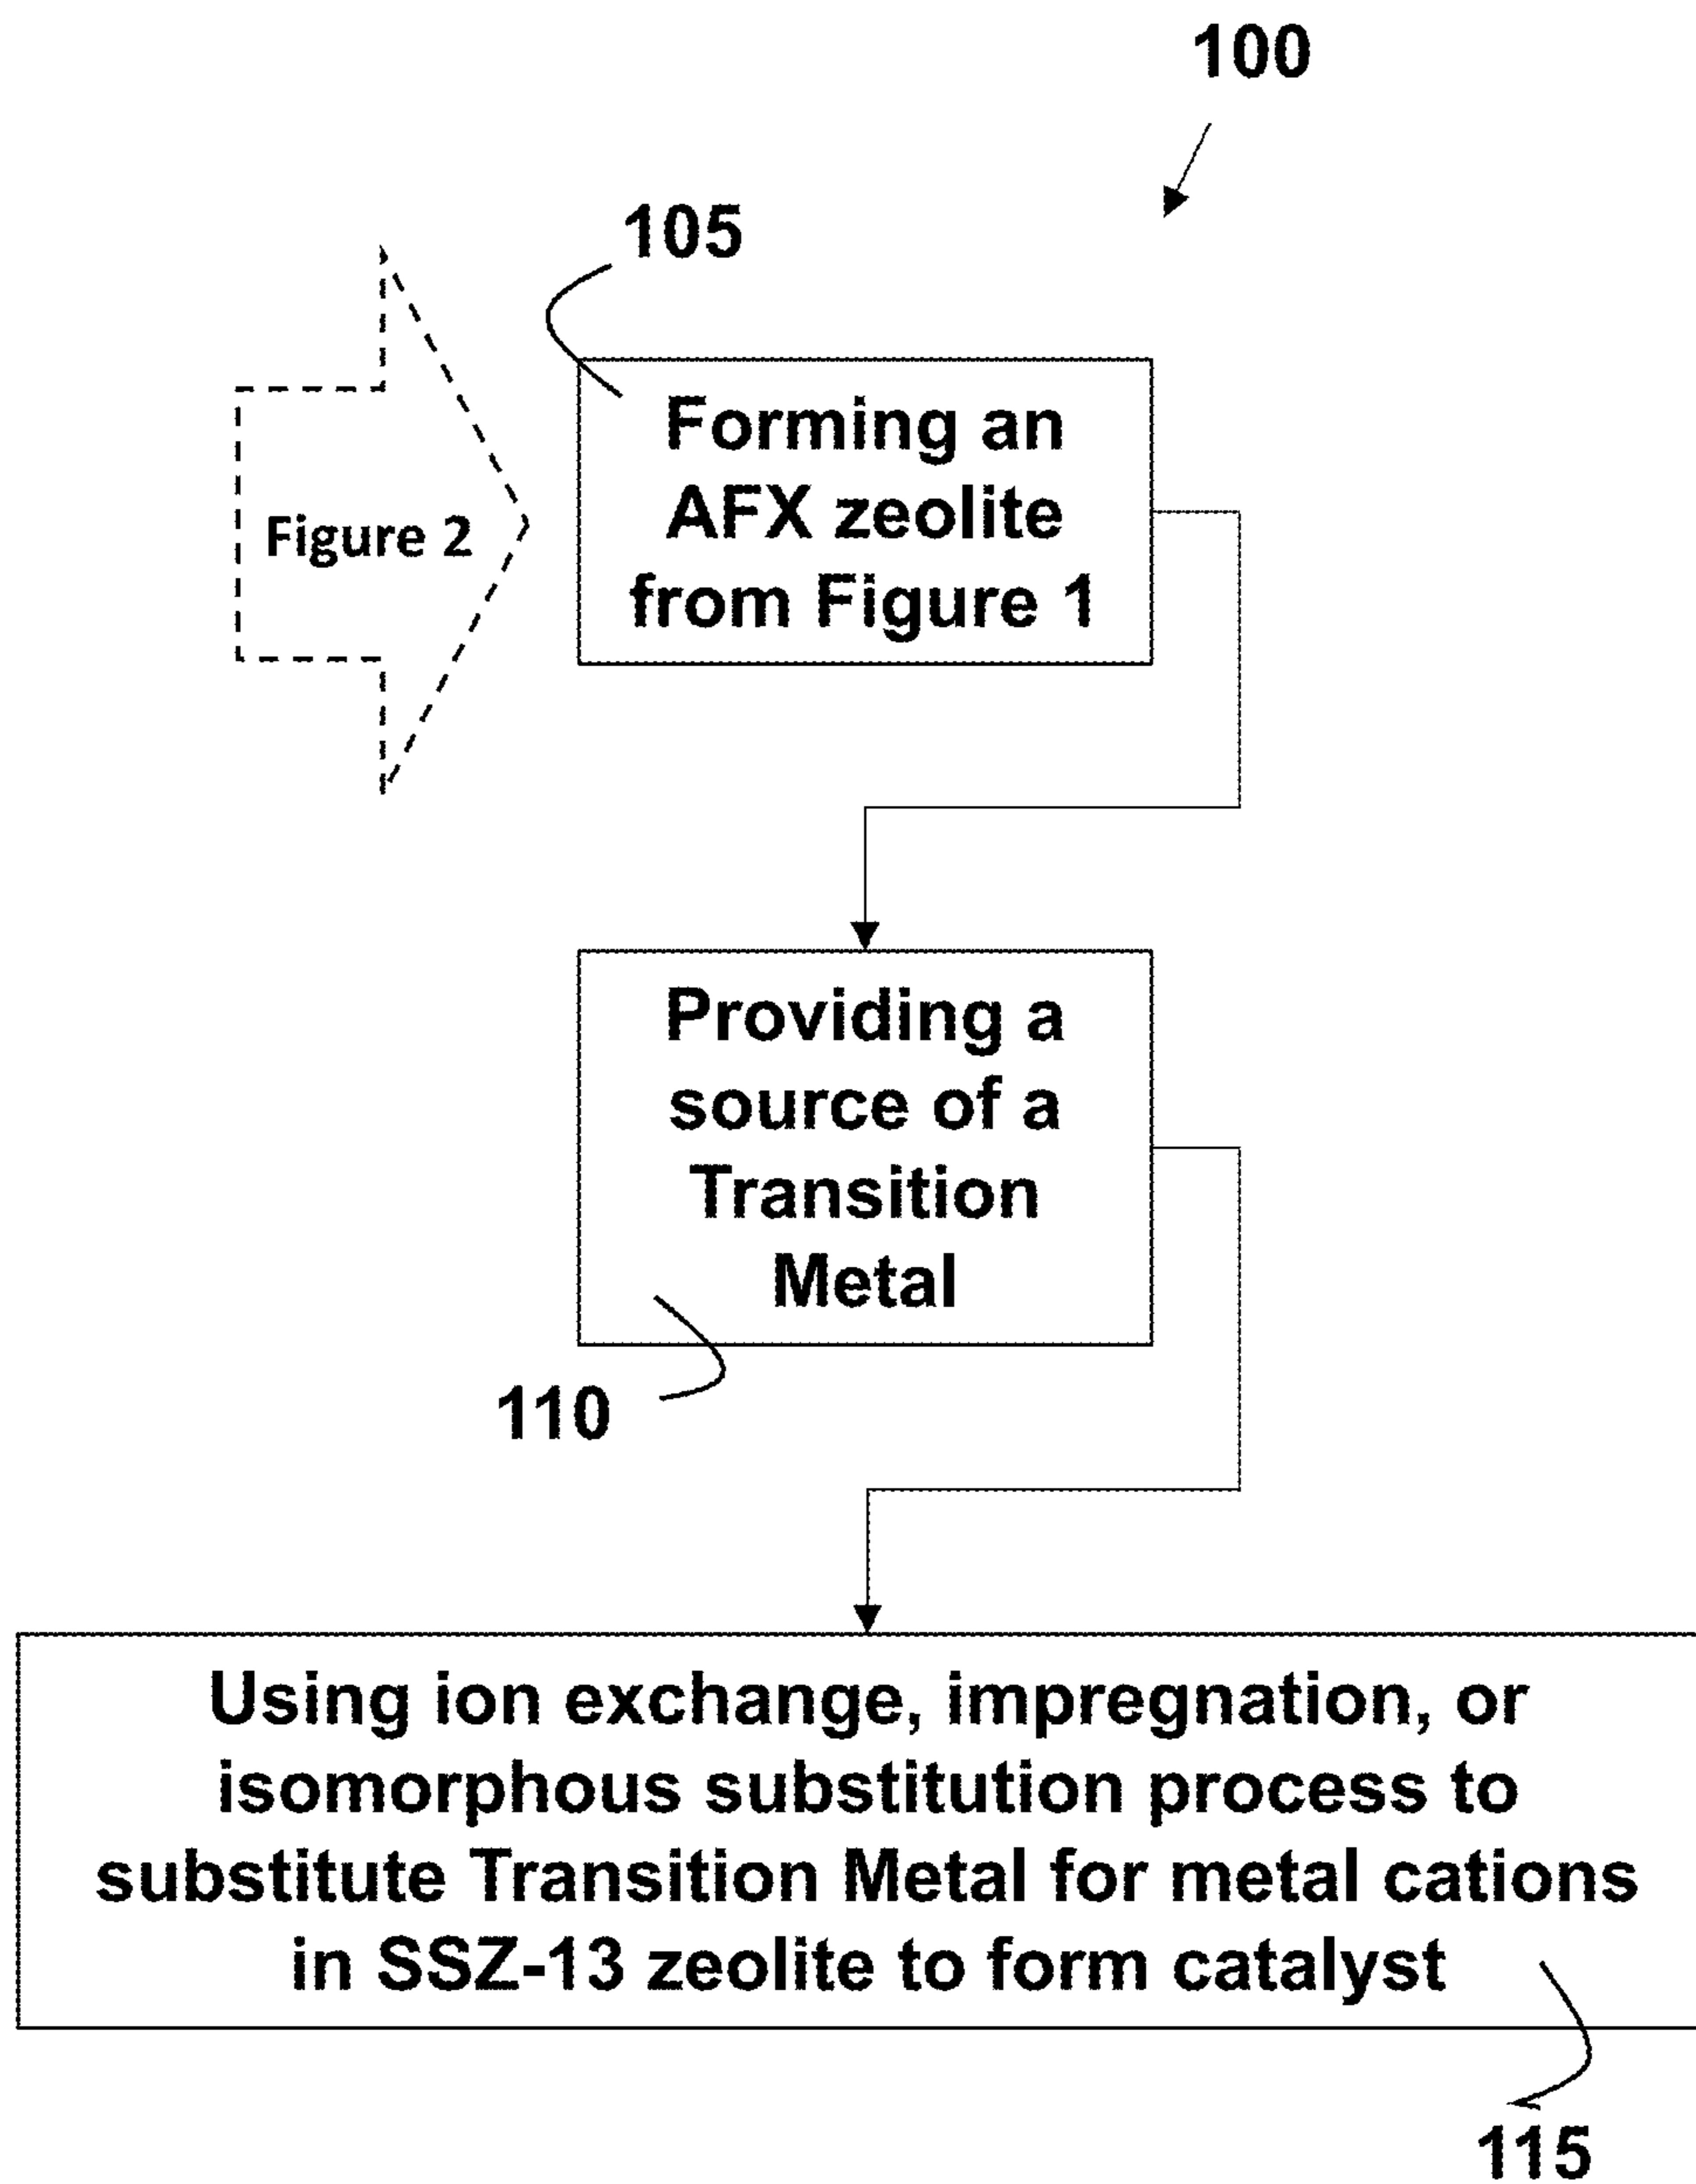 100
105
Forming an
AFX zeolite
from Figure 1
Figure 2
Providing a
source of a
Transition
Metal
110
Using ion exchange, impregnation, or
isomorphous substitution process to
substitute Transition Metal for metal cations
in SSZ-13 zeolite to form catalyst
115